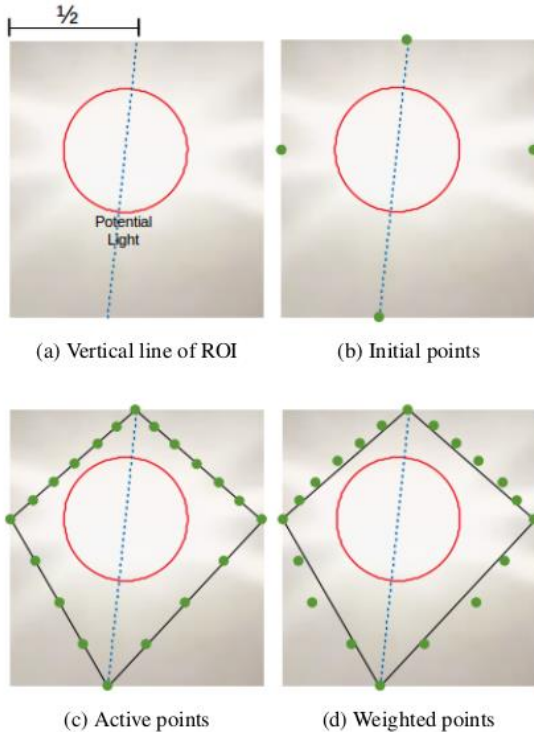 ½
Potential
Light
(a) Vertical line of ROI
(b) Initial points
(c) Active points
(d) Weighted points